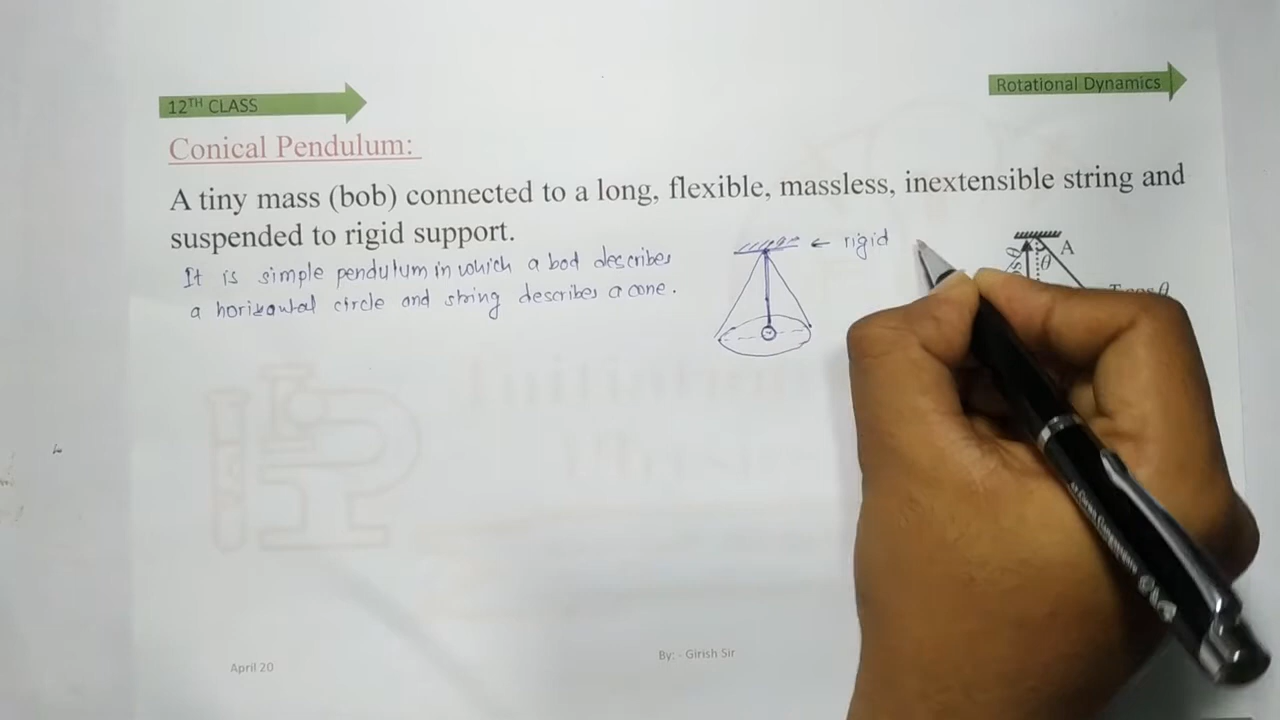 12TH CLASS
Rotational Dynamics
Conical Pendulum:
A tiny mass (bob) connected to a long, flexible, massless, inextensible string and
suspended to rigid support.
It is simple pendulum in which a bod describes
a horizontal circle and string describes a cone.
← rigid
A
θ
T cos θ
April 20
By: - Girish Sir